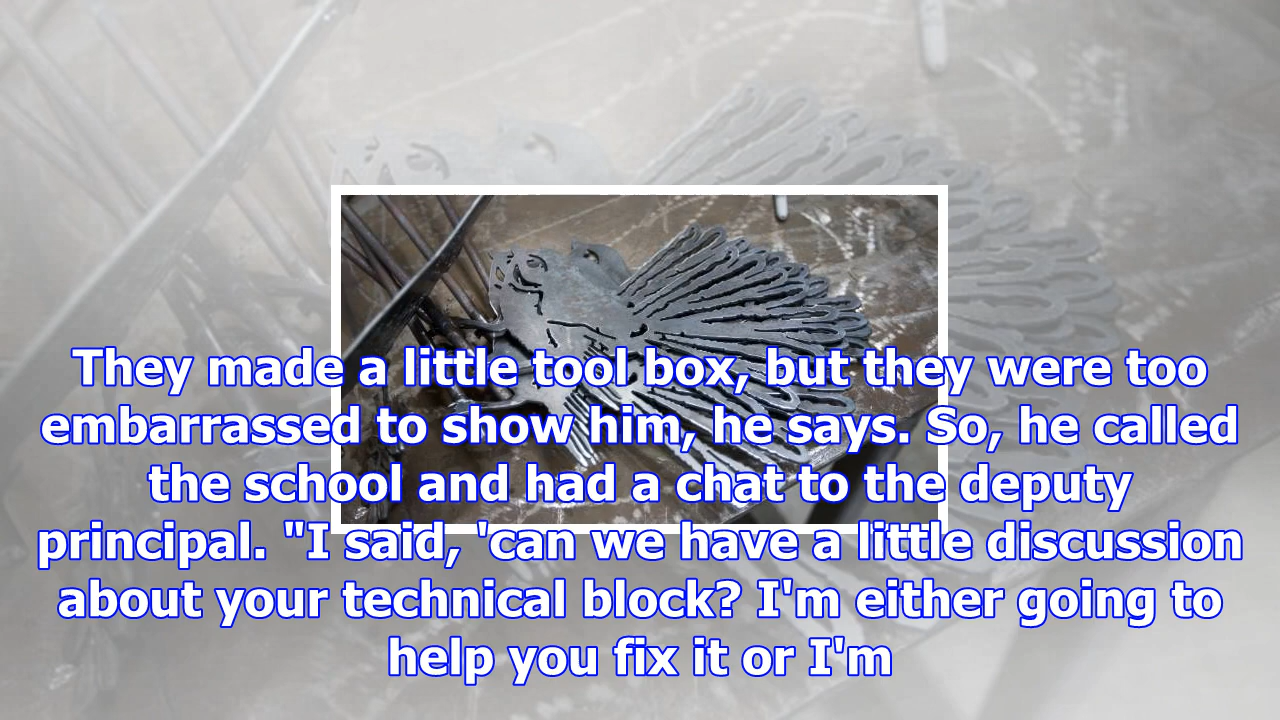 They made a little tool box, but they were too
embarrassed to show him, he says. So, he called
the school and had a chat to the deputy
principal. "I said, 'can we have a little discussion
about your technical block? I'm either going to
help you fix it or I'm